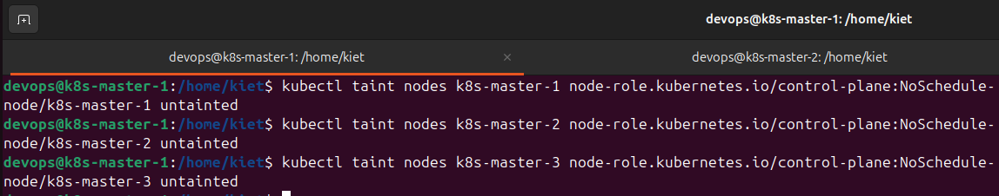 devops@k8s-master-1: /home/kiet
devops@k8s-master-1: /home/kiet × devops@k8s-master-2: /home/kiet
devops@k8s-master-1:/home/kiet$ kubectl taint nodes k8s-master-1 node-role.kubernetes.io/control-plane:NoSchedule-
node/k8s-master-1 untainted
devops@k8s-master-1:/home/kiet$ kubectl taint nodes k8s-master-2 node-role.kubernetes.io/control-plane:NoSchedule-
node/k8s-master-2 untainted
devops@k8s-master-1:/home/kiet$ kubectl taint nodes k8s-master-3 node-role.kubernetes.io/control-plane:NoSchedule-
node/k8s-master-3 untainted